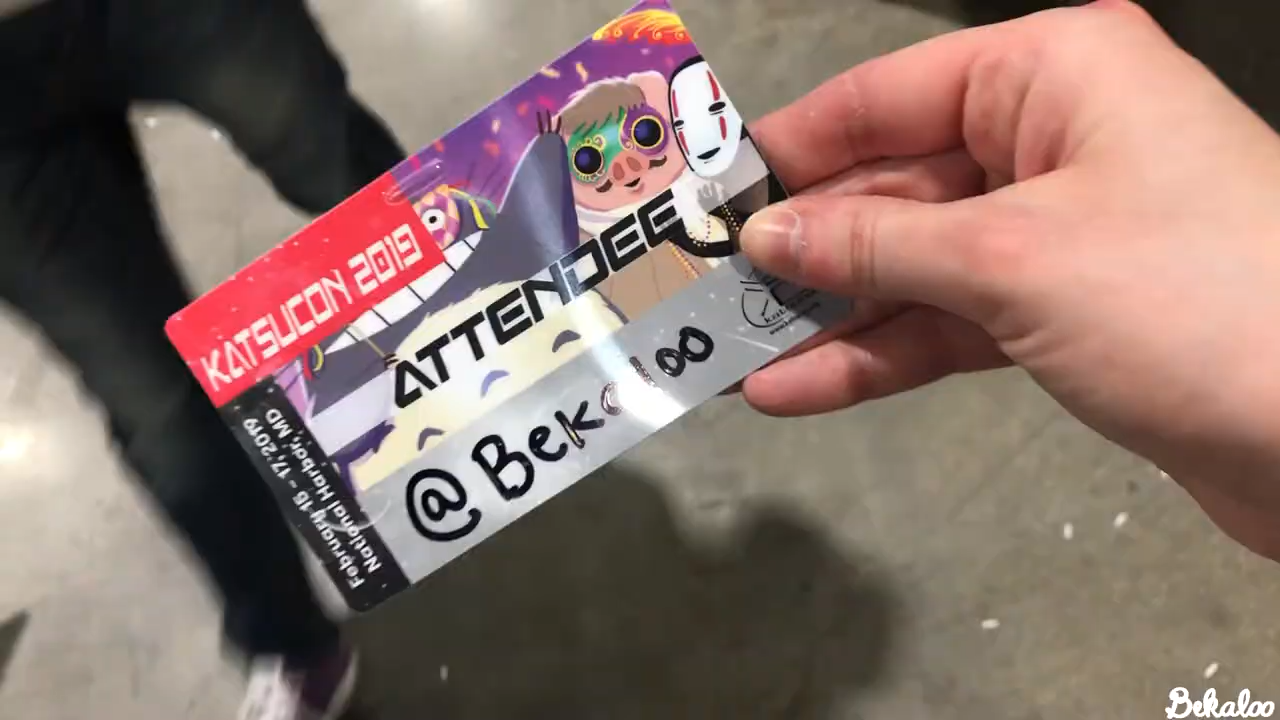 KATSUCON 2019
ATTENDEE
@Bekaloo
February 15 - 17, 2019
National Harbor, MD
Bekaloo